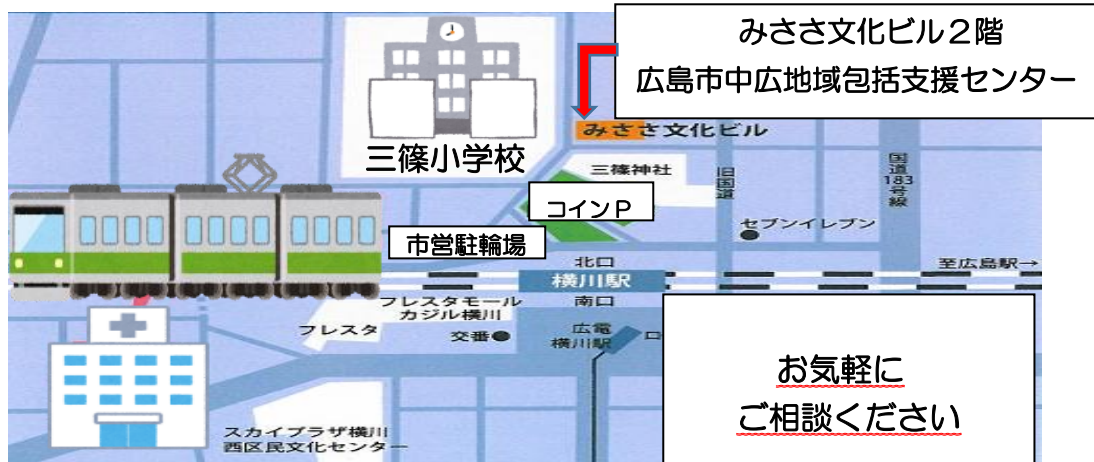 みささ文化ビル２階
広島市中広地域包括支援センター
みささ文化ビル
三篠小学校
三篠神社
旧国道
国道183号線
コインＰ
セブンイレブン
市営駐輪場
北口
至広島駅→
横川駅
南口
フレスタモール
カジル横川
フレスタ
交番
広電
横川駅
お気軽に
ご相談ください
スカイプラザ横川
西区民文化センター